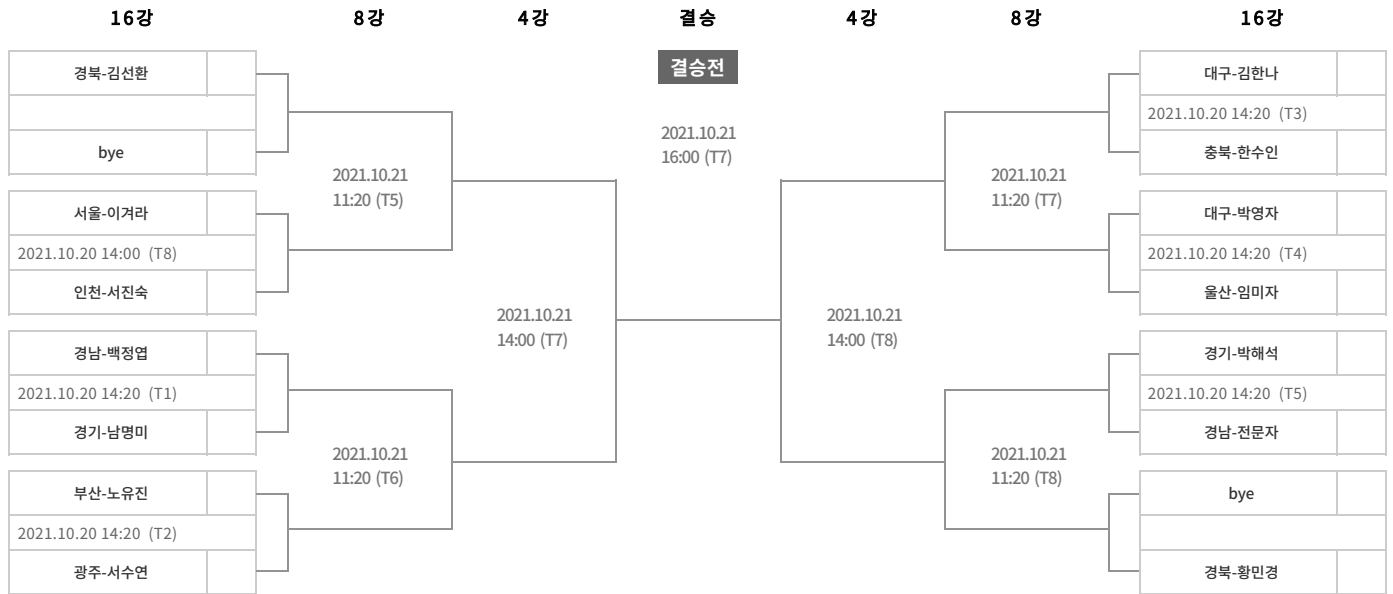 16강
8강
4강
결승
4강
8강
16강
경북-김선환
bye
서울-이겨라
2021.10.20 14:00 (T8)
인천-서진숙
경남-백정엽
2021.10.20 14:20 (T1)
경기-남명미
부산-노유진
2021.10.20 14:20 (T2)
광주-서수연
2021.10.21
11:20 (T5)
2021.10.21
11:20 (T6)
2021.10.21
14:00 (T7)
결승전
2021.10.21
16:00 (T7)
2021.10.21
14:00 (T8)
2021.10.21
11:20 (T7)
2021.10.21
11:20 (T8)
대구-김한나
2021.10.20 14:20 (T3)
충북-한수인
대구-박영자
2021.10.20 14:20 (T4)
울산-임미자
경기-박해석
2021.10.20 14:20 (T5)
경남-전문자
bye
경북-황민경